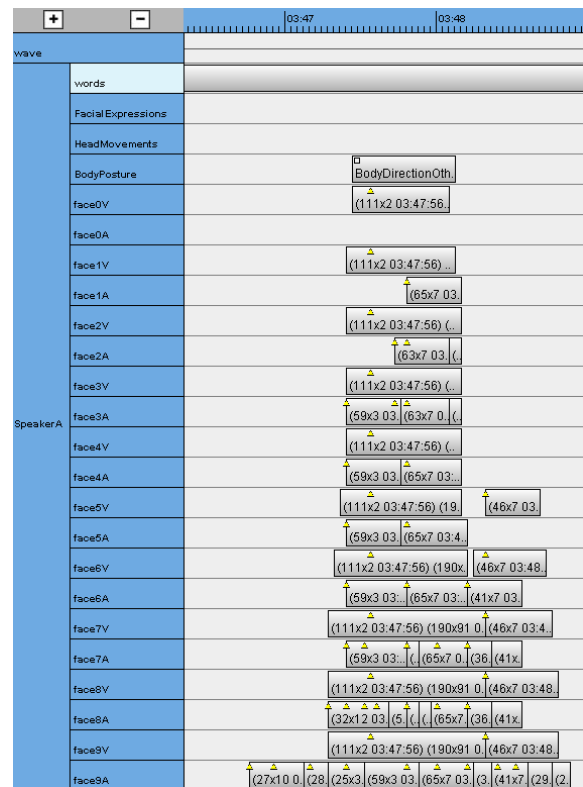 03:47 03:48
wave
words
FacialExpressions
HeadMovements
BodyPosture BodyDirectionOth.
face0V (111x2 03:47:56..
face0A
face1V (111x2 03:47:56) ..
face1A (65x7 03.
face2V (111x2 03:47:56) (..
face2A (63x7 03. (.
face3V (111x2 03:47:56) (..
SpeakerA face3A (59x3 03. (63x7 0.. (.
face4V (111x2 03:47:56) (..
face4A (59x3 03. (65x7 03:..
face5V (111x2 03:47:56) (19. (46x7 03.
face5A (59x3 03. (65x7 03:4..
face6V (111x2 03:47:56) (190x. (46x7 03:48..
face6A (59x3 03:.. (65x7 03:.. (41x7 03.
face7V (111x2 03:47:56) (190x91 0. (46x7 03:4..
face7A (59x3 03:.. (.. (65x7 0. (36. (41x.
face8V (111x2 03:47:56) (190x91 0. (46x7 03:48..
face8A (32x12 03. (5. (. (. (65x7. (36. (41x.
face9V (111x2 03:47:56) (190x91 0. (46x7 03:48..
face9A (27x10 0. (28. (25x3. (59x3 03. (65x7 03. (3. (41x7. (29. (2.